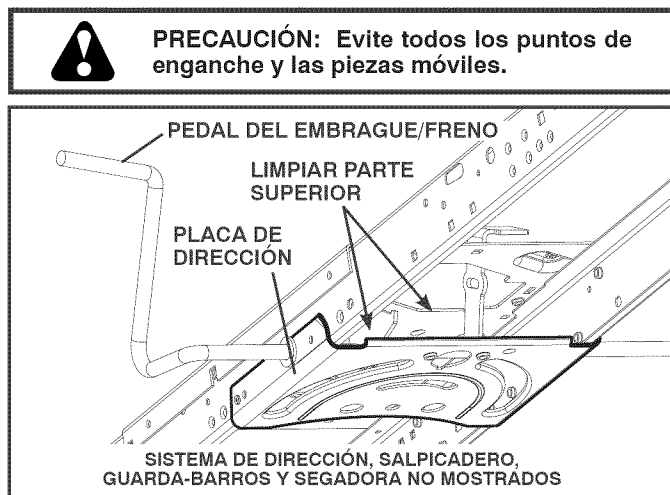 PRECAUCIÓN: Evite todos los puntos de
enganche y las piezas móviles.
PEDAL DEL EMBRAGUE/FRENO
LIMPIAR PARTE
SUPERIOR
PLACA DE
DIRECCIÓN
SISTEMA DE DIRECCIÓN, SALPICADERO,
GUARDA-BARROS Y SEGADORA NO MOSTRADOS